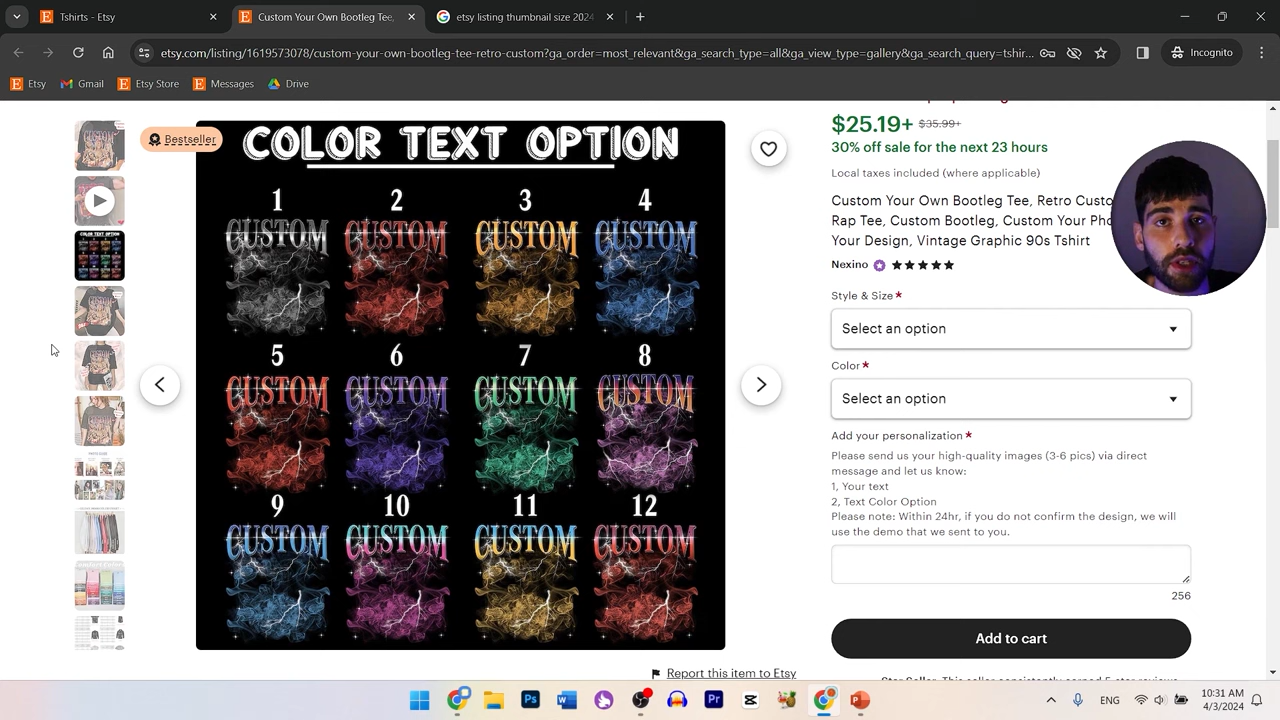 Tshirts - Etsy
Custom Your Own Bootleg Tee,
etsy listing thumbnail size 2024
etsy.com/listing/1619573078/custom-your-own-bootleg-tee-retro-custom?ga_order=most_relevant&ga_search_type=all&ga_view_type=gallery&ga_search_query=tshir...
Incognito
Etsy
Gmail
Etsy Store
Messages
Drive
Bestseller
COLOR TEXT OPTION
1 2 3 4
CUSTOM CUSTOM CUSTOM CUSTOM
5 6 7 8
CUSTOM CUSTOM CUSTOM CUSTOM
9 10 11 12
CUSTOM CUSTOM CUSTOM CUSTOM
Report this item to Etsy
$25.19+ $35.99+
30% off sale for the next 23 hours
Local taxes included (where applicable)
Custom Your Own Bootleg Tee, Retro Custo
Rap Tee, Custom Bootleg, Custom Your Pho
Your Design, Vintage Graphic 90s Tshirt
Nexino
Style & Size*
Select an option
Color*
Select an option
Add your personalization *
Please send us your high-quality images (3-6 pics) via direct
message and let us know:
1, Your text
2, Text Color Option
Please note: Within 24hr, if you do not confirm the design, we will
use the demo that we sent to you.
256
Add to cart
ENG
10:31 AM
4/3/2024